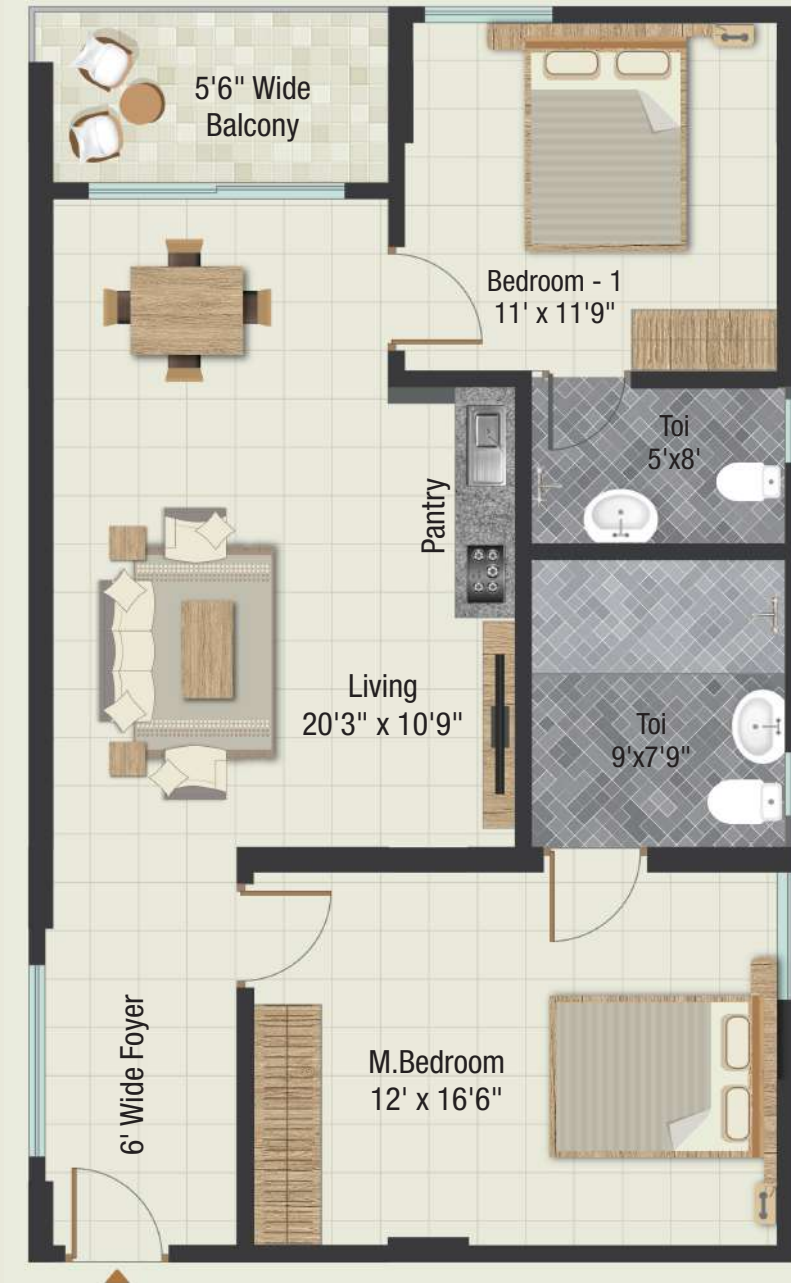 5'6" Wide
Balcony
Bedroom - 1
11' x 11'9"
Toi
5'x8'
Pantry
Living
20'3" x 10'9"
Toi
9'x7'9"
6' Wide Foyer
M.Bedroom
12' x 16'6"